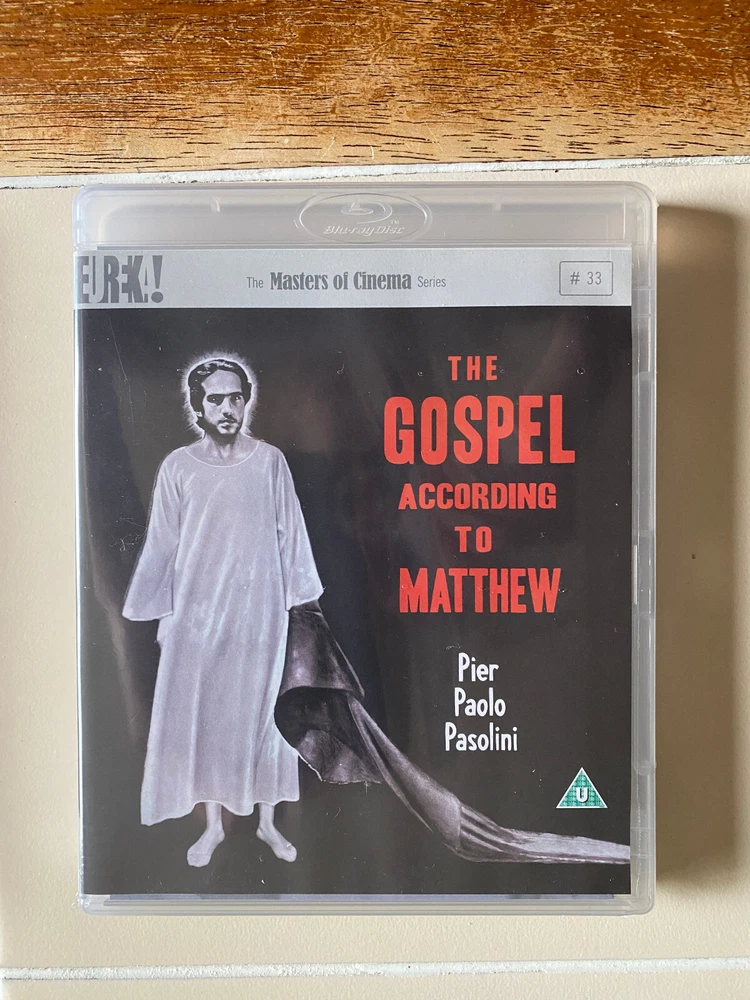 Blu-ray Disc
EUREKA!
The Masters of Cinema Series
# 33
THE
GOSPEL
ACCORDING
TO
MATTHEW
Pier
Paolo
Pasolini
U